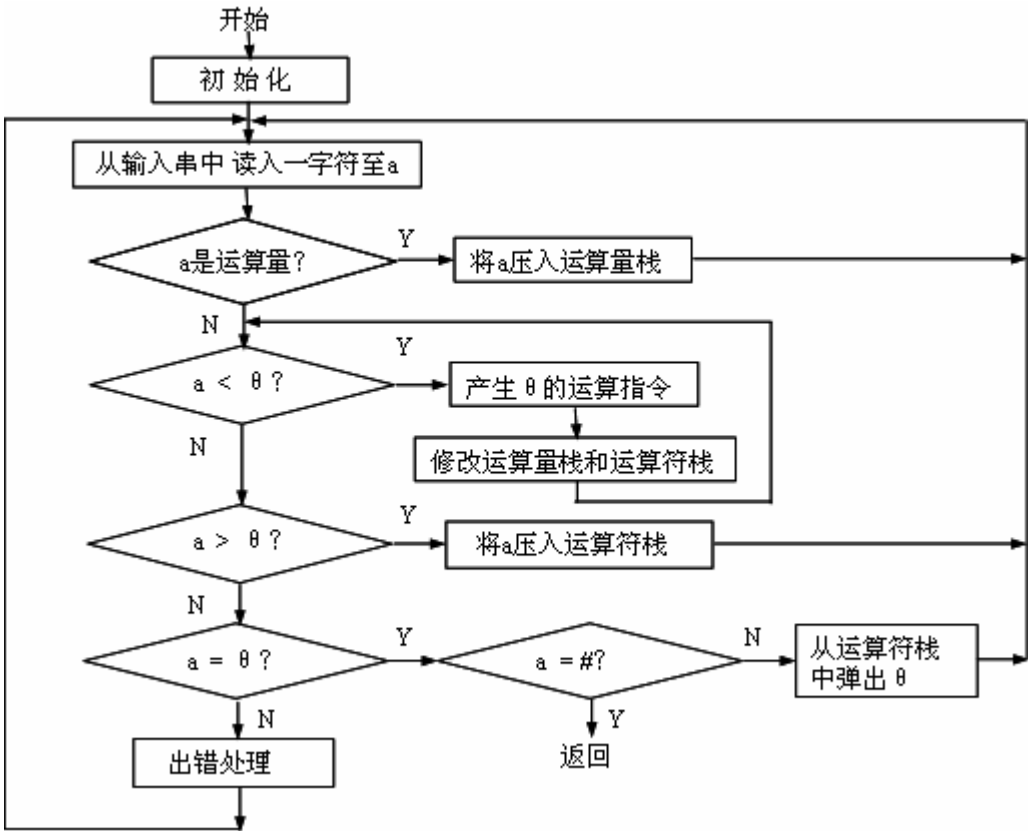 开始
初始化
从输入串中 读入一字符至a
a是运算量?
Y
将a压入运算量栈
N
a < θ?
Y
产生θ的运算指令
修改运算量栈和运算符栈
N
a > θ?
Y
将a压入运算符栈
N
a = θ?
Y
a =#?
N
从运算符栈
中弹出 θ
N
Y
出错处理
返回